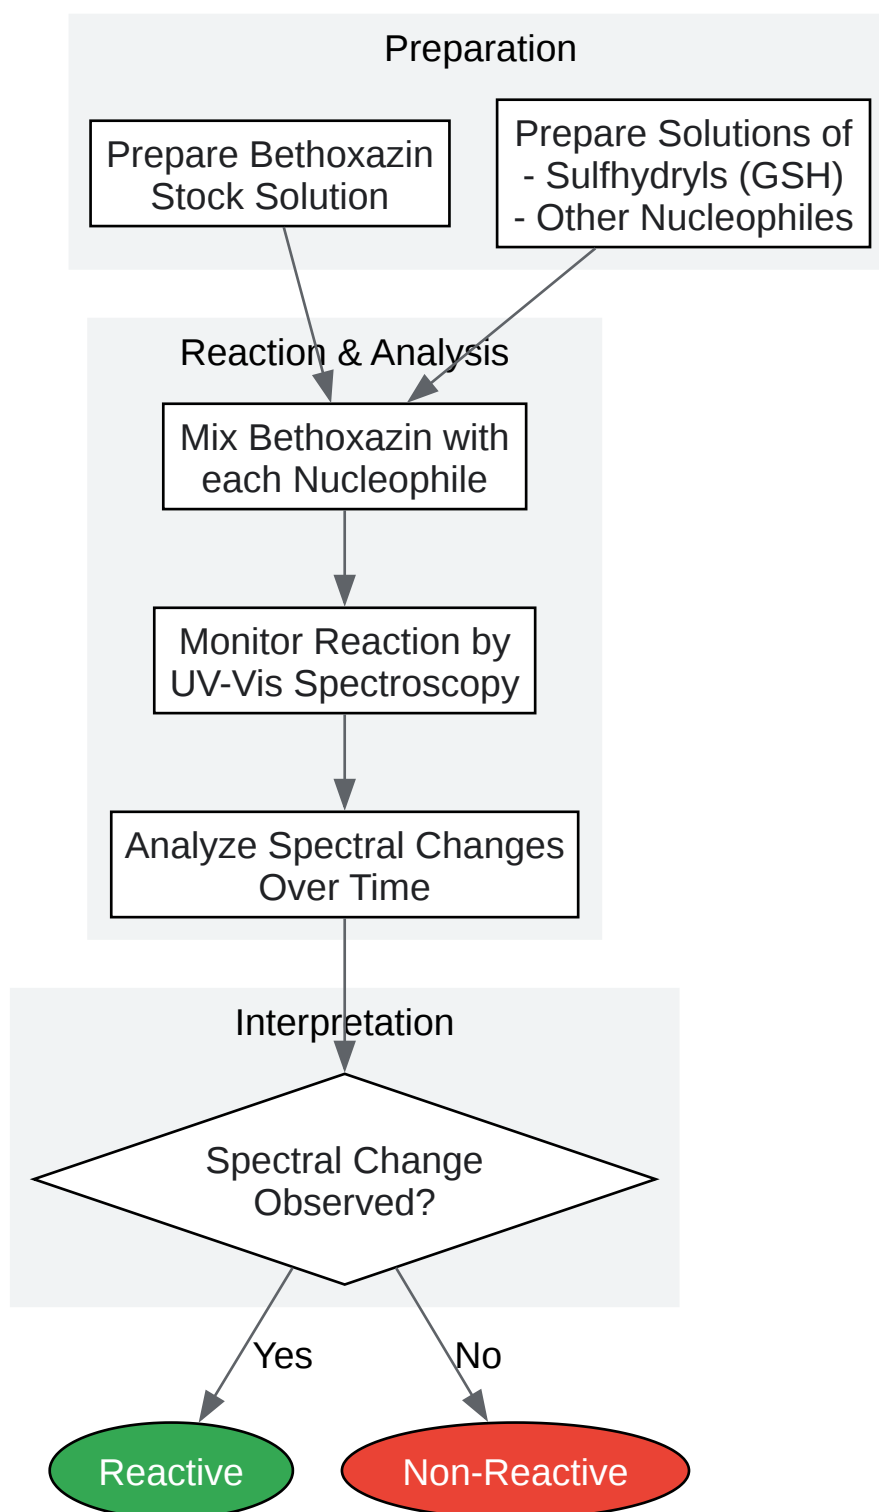 Preparation
Prepare Bethoxazin
Stock Solution
Prepare Solutions of
- Sulfhydryls (GSH)
- Other Nucleophiles
Reaction & Analysis
Mix Bethoxazin with
each Nucleophile
Monitor Reaction by
UV-Vis Spectroscopy
Analyze Spectral Changes
Over Time
Interpretation
Spectral Change
Observed?
Yes
No
Reactive
Non-Reactive